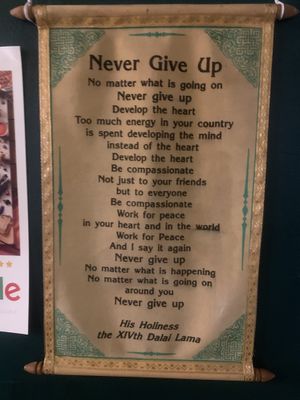 Never Give Up
No matter what is going on
Never give up
Develop the heart
Too much energy in your country
is spent developing the mind
instead of the heart
Develop the heart
Be compassionate
Not just to your friends
but to everyone
Be compassionate
Work for peace
in your heart and in the world
Work for Peace
And I say it again
Never give up
No matter what is happening
No matter what is going on
around you
Never give up
His Holiness
the XIVth Dalai Lama